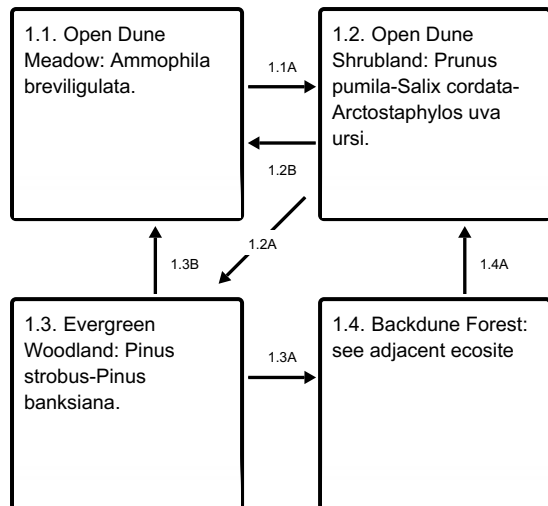 1.1. Open Dune
Meadow: Ammophila
breviligulata.
1.1A
1.2. Open Dune
Shrubland: Prunus
pumila-Salix cordata-
Arctostaphylos uva
ursi.
1.2B
1.2A
1.3B
1.4A
1.3. Evergreen
Woodland: Pinus
strobus-Pinus
banksiana.
1.3A
1.4. Backdune Forest:
see adjacent ecosite